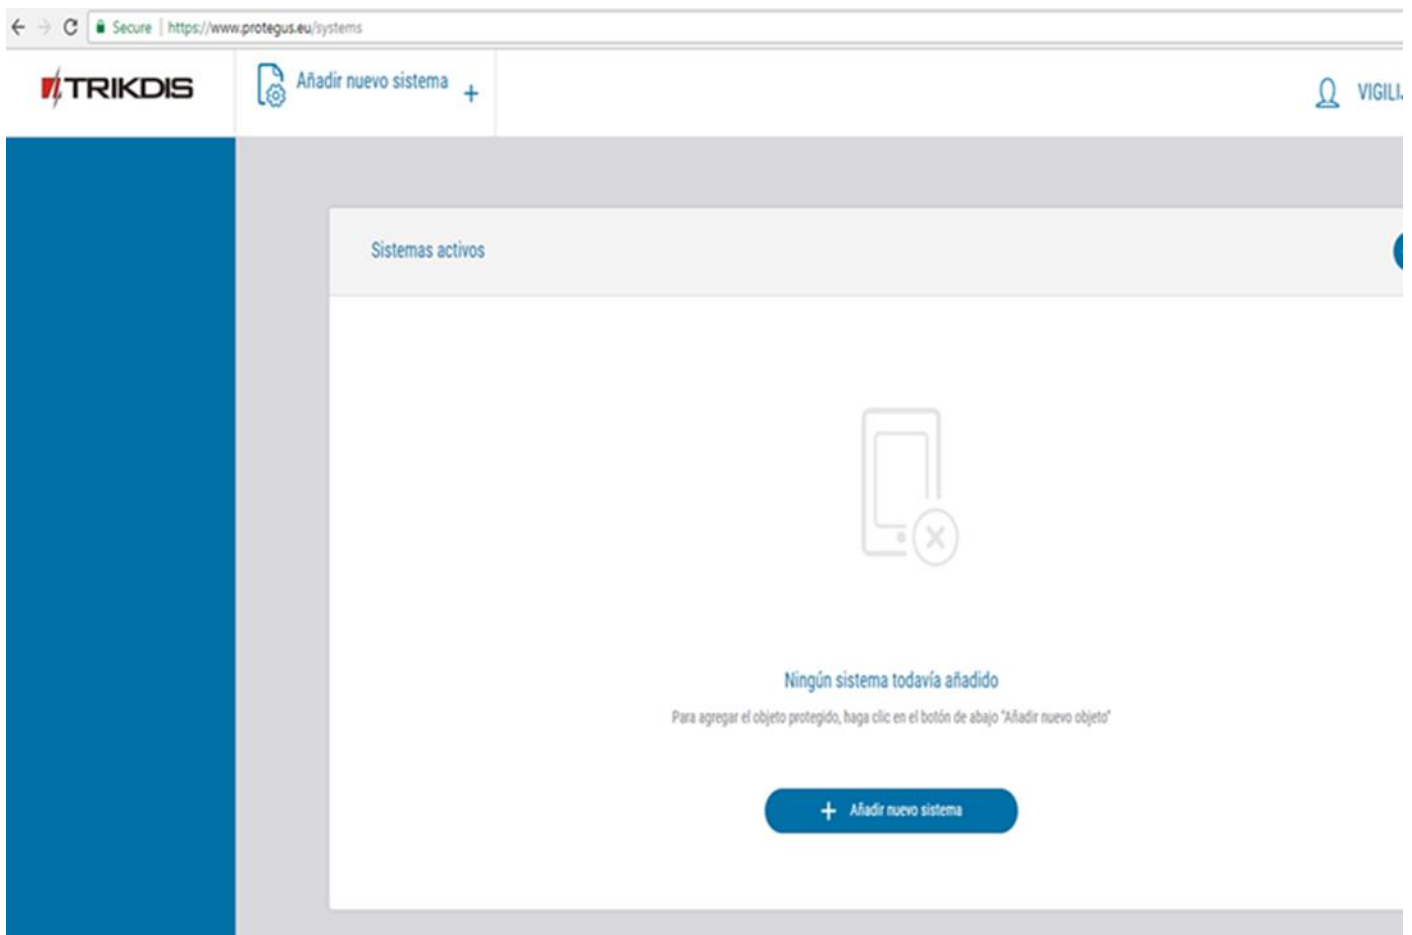 Secure | https://www.protegus.eu/systems
TRIKDIS
Añadir nuevo sistema +
VIGILI
Sistemas activos
Ningún sistema todavía añadido
Para agregar el objeto protegido, haga clic en el botón de abajo "Añadir nuevo objeto"
+ Añadir nuevo sistema